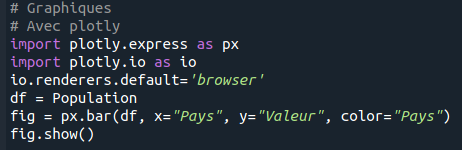 # Graphiques
# Avec plotly
import plotly.express as px
import plotly.io as io
io.renderers.default='browser'
df = Population
fig = px.bar(df, x="Pays", y="Valeur", color="Pays")
fig.show()